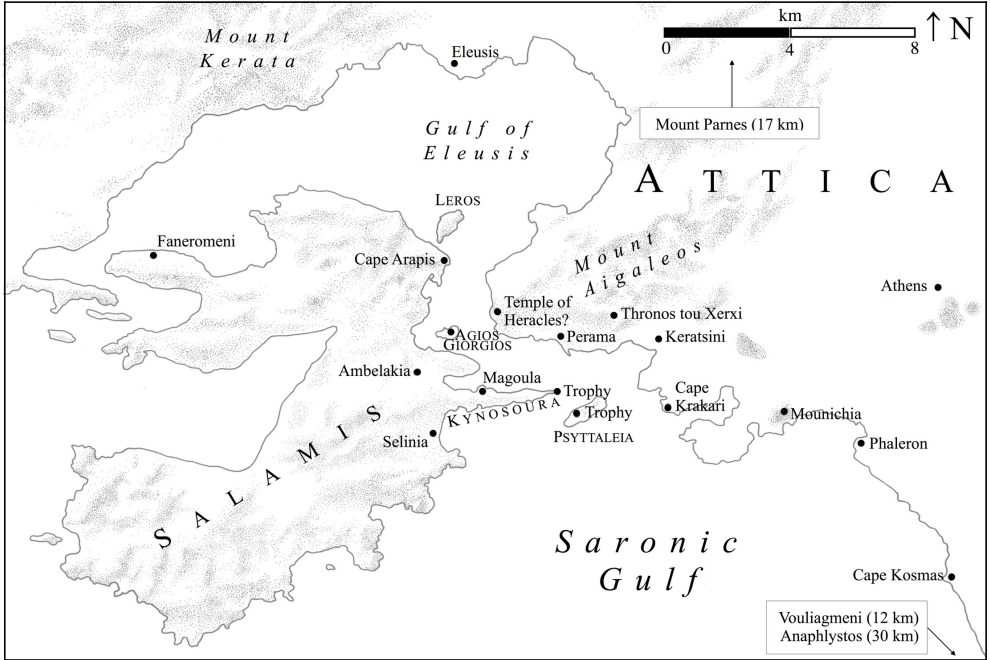 km
0 4 8
N
Mount
Kerata
Eleusis
Mount Parnes (17 km)
Gulf of
Eleusis
ATTICA
LEROS
Faneromeni
Cape Arapis
Mount
Aigaleos
Athens
Temple of
Heracles?
Thronos tou Xerxi
AGIOS
GIORGIOS
Perama
Keratsini
Ambelakia
Magoula
Trophy
Cape
Krakari
KYNOSOURA
Trophy
Mounichia
PSYTTALEIA
Selinia
Phaleron
SALAMIS
Saronic
Gulf
Cape Kosmas
Vouliagmeni (12 km)
Anaphlystos (30 km)